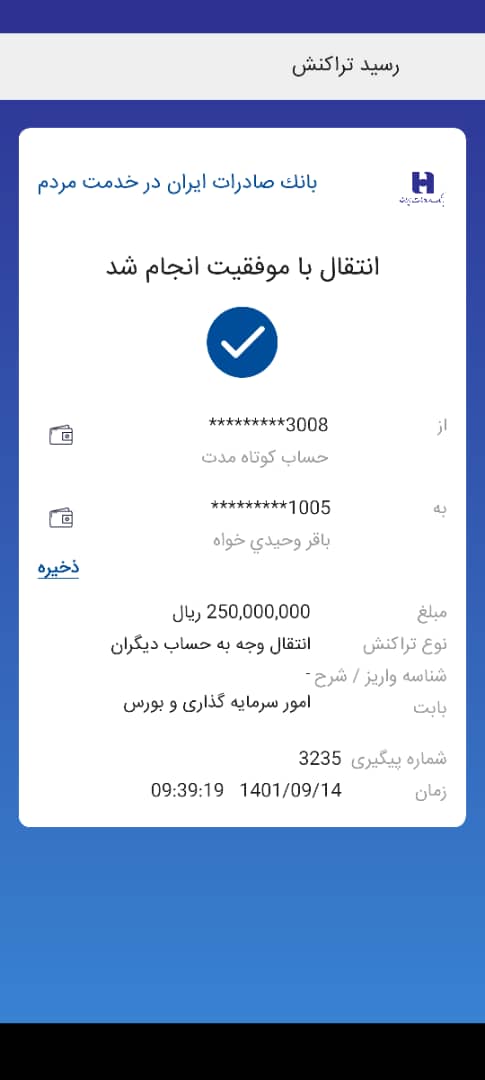 رسید تراکنش
بانك صادرات ایران در خدمت مردم
بانک صادرات ایران
انتقال با موفقیت انجام شد
از
*********3008
حساب کوتاه مدت
به
*********1005
باقر وحيدي خواه
ذخیره
مبلغ 250,000,000 ریال
نوع تراکنش انتقال وجه به حساب دیگران
شناسه واریز / شرح -
بابت امور سرمایه گذاری و بورس
شماره پیگیری 3235
زمان 1401/09/14 09:39:19